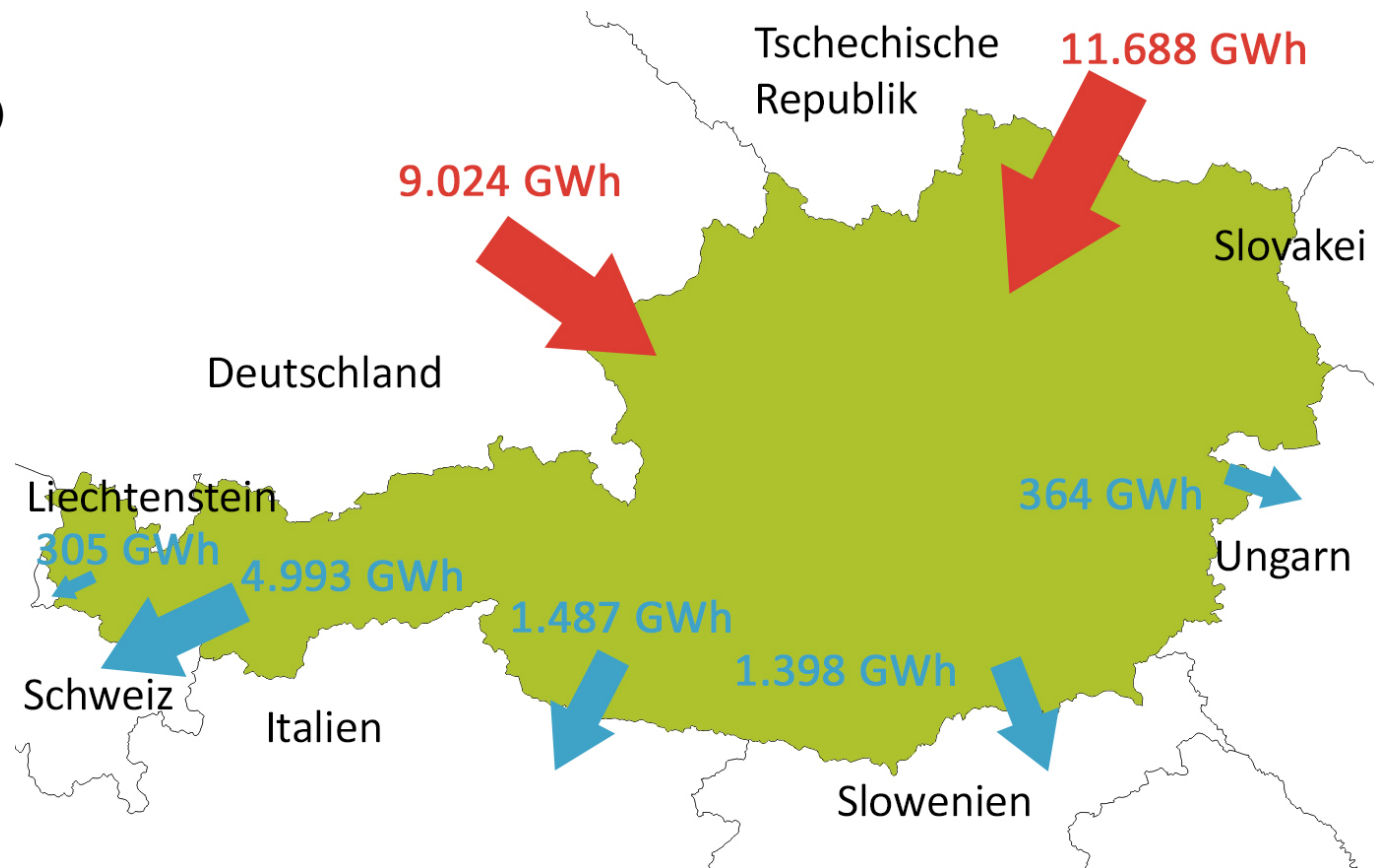 Tschechische
Republik
11.688 GWh
)
9.024 GWh
Slovakei
Deutschland
Liechtenstein
364 GWh
305 GWh
4.993 GWh
Ungarn
1.487 GWh
1.398 GWh
Schweiz
Italien
Slowenien